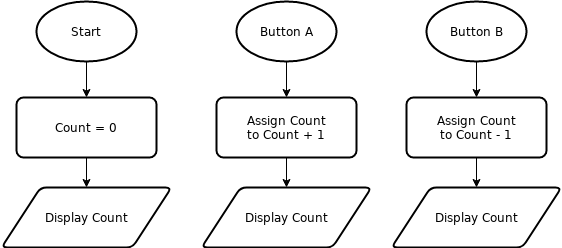 Start
Count = 0
Display Count
Button A
Assign Count
to Count + 1
Display Count
Button B
Assign Count
to Count - 1
Display Count